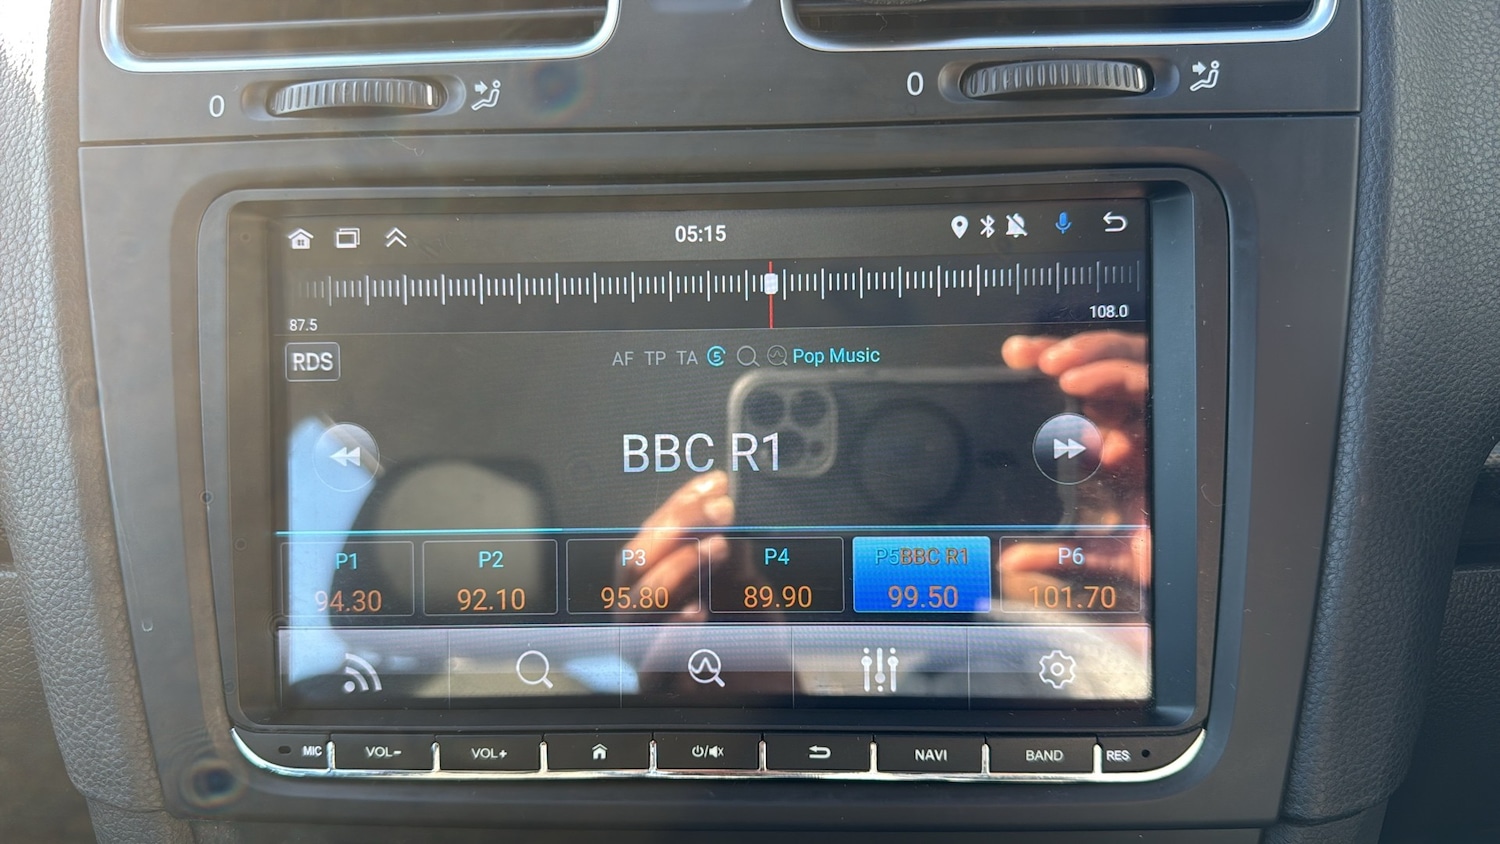 0
0
05:15
87.5
108.0
RDS
AF TP TA Pop Music
BBC R1
P1 P2 P3 P4 P5BBC R1 P6
94.30 92.10 95.80 89.90 99.50 101.70
MIC VOL- VOL+ NAVI BAND RES